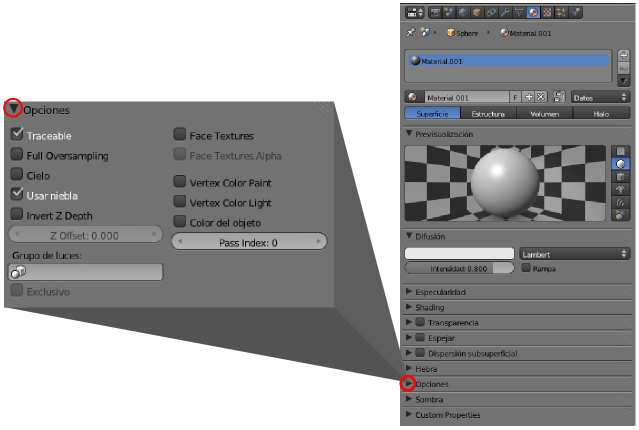 Opciones
Traceable
Full Oversampling
Cielo
Usar niebla
Invert Z Depth
Z Offset: 0.000
Grupo de luces:
Exclusivo
Face Textures
Face Textures Alpha
Vertex Color Paint
Vertex Color Light
Color del objeto
Pass Index: 0
Sphere Material.001
Material.001
Material.001 F Datos
Superficie Estructura Volumen Halo
Previsualización
Difusión
Lambert
Intensidad: 0.800 Rampa
Especularidad
Shading
Transparencia
Espejar
Dispersión subsuperficial
Hebra
Opciones
Sombra
Custom Properties